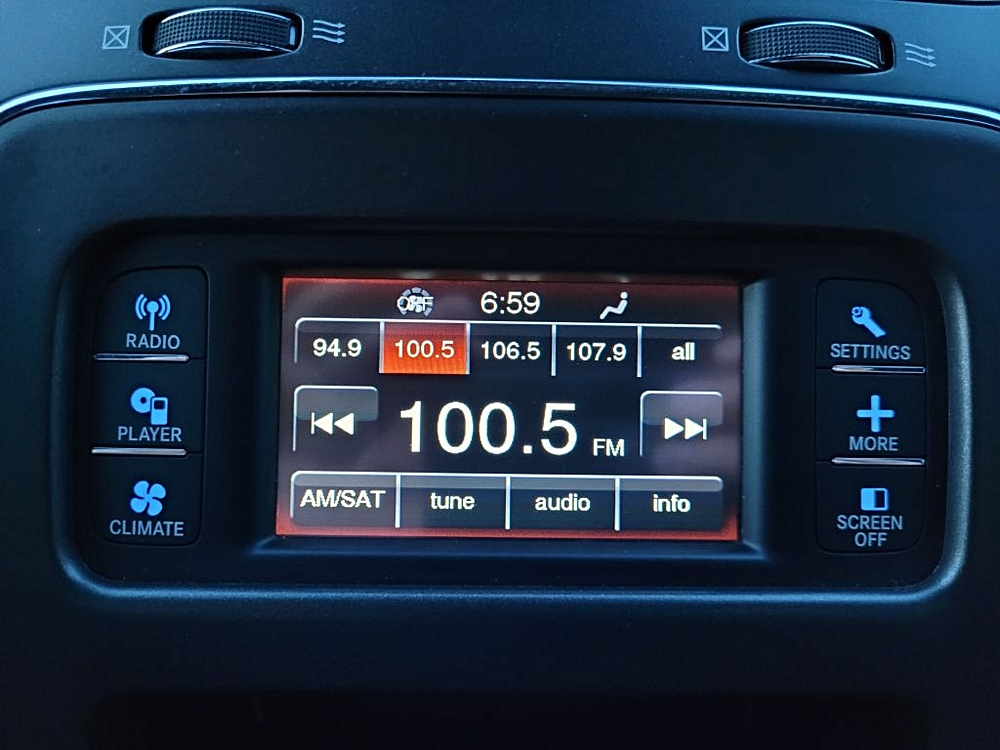 OFF 6:59
94.9 100.5 106.5 107.9 all
100.5 FM
AM/SAT tune audio info
RADIO
PLAYER
CLIMATE
SETTINGS
MORE
SCREEN
OFF